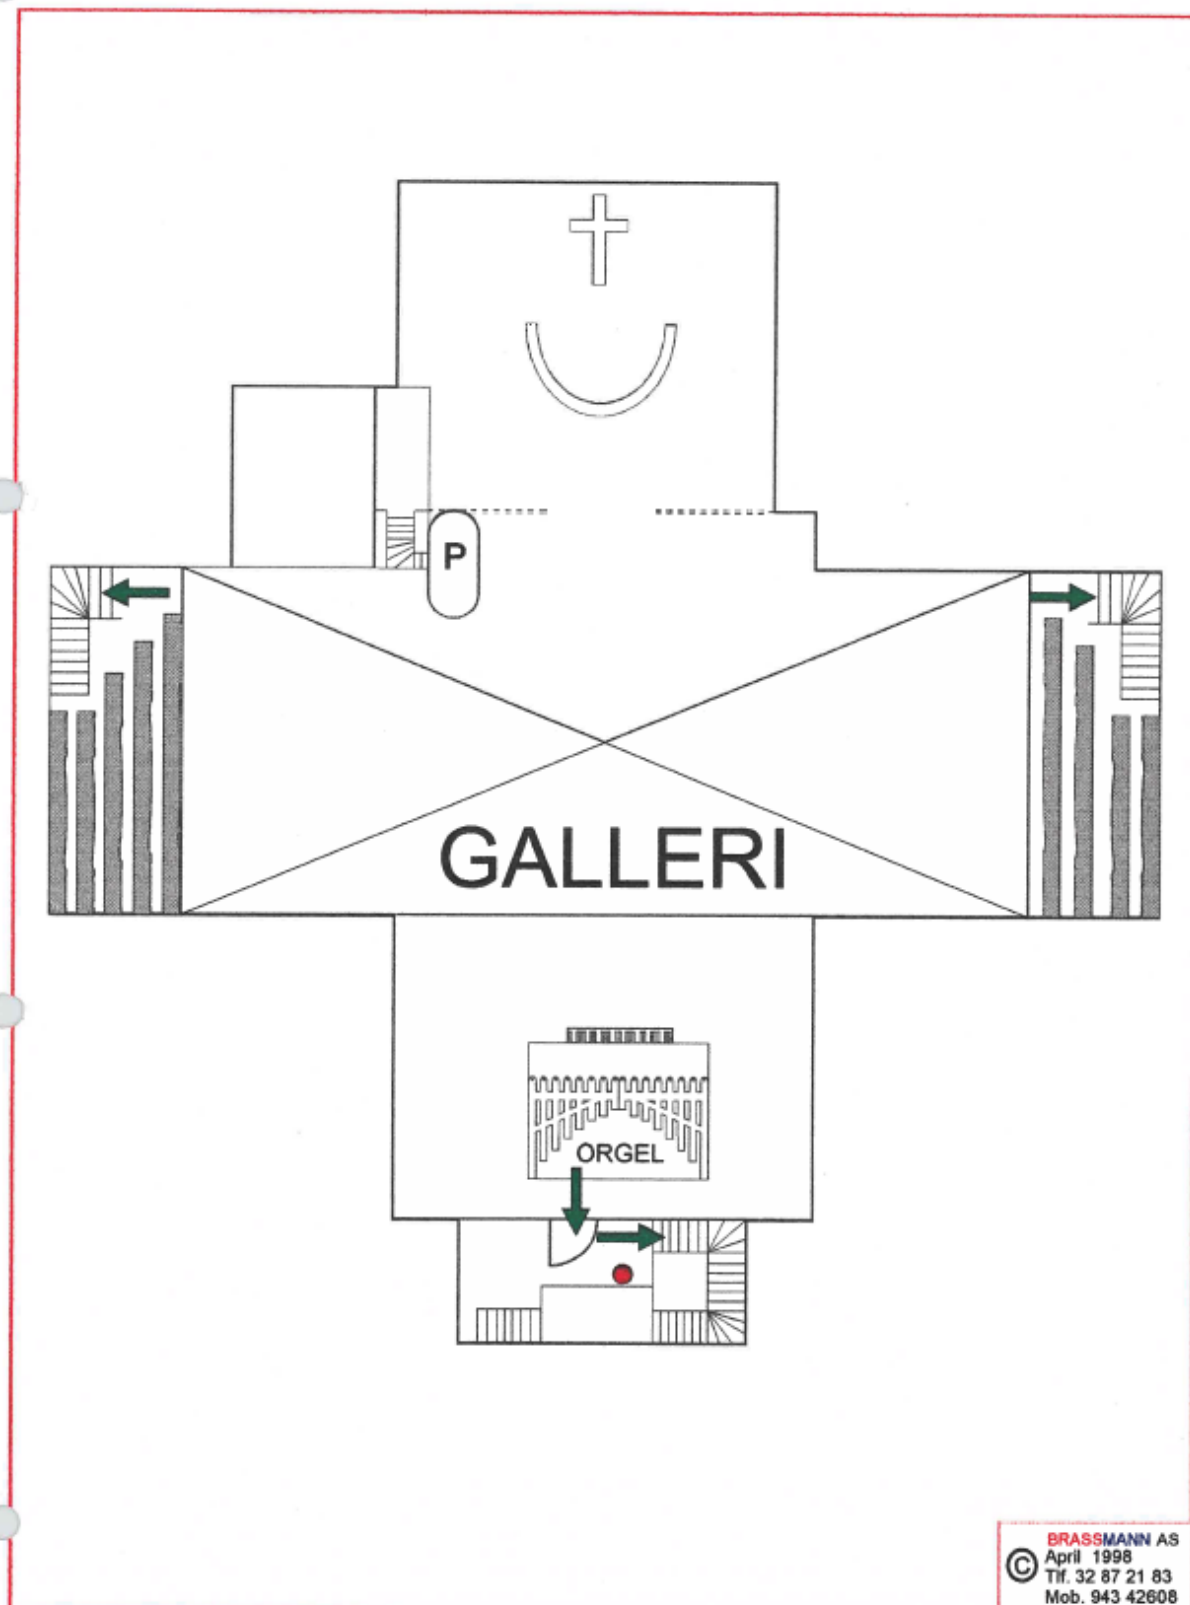 P
GALLERI
ORGEL
© BRASSMANN AS
April 1998
Tlf. 32 87 21 83
Mob. 943 42608